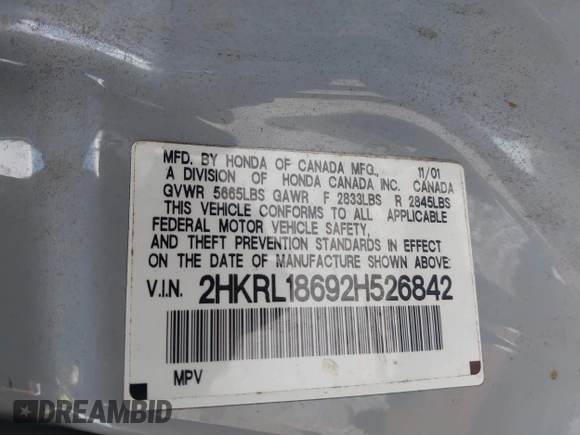 MFD. BY HONDA OF CANADA MFG., 11/01
A DIVISION OF HONDA CANADA INC. CANADA
GVWR 5665LBS GAWR F 2833LBS R 2845LBS
THIS VEHICLE CONFORMS TO ALL APPLICABLE
FEDERAL MOTOR VEHICLE SAFETY,
AND THEFT PREVENTION STANDARDS IN EFFECT
ON THE DATE OF MANUFACTURE SHOWN ABOVE.
V.I.N. 2HKRL18692H526842
MPV
DREAMBID